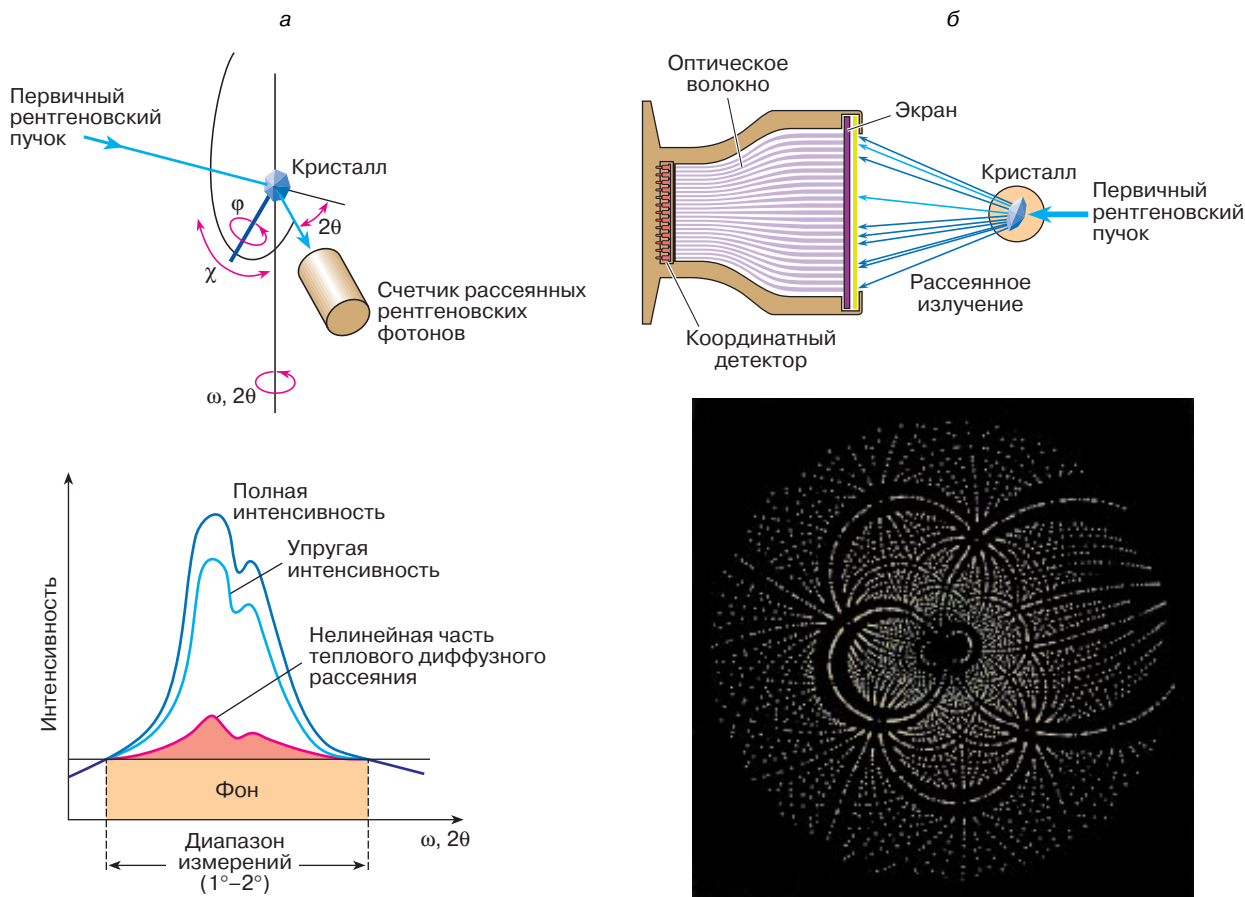 а
Первичный
рентгеновский
пучок
Кристалл
φ
2θ
χ
Счетчик рассеянных
рентгеновских
фотонов
ω, 2θ
Интенсивность
Полная
интенсивность
Упругая
интенсивность
Нелинейная часть
теплового диффузного
рассеяния
Фон
ω, 2θ
Диапазон
измерений
(1°–2°)
б
Оптическое
волокно
Экран
Кристалл
Первичный
рентгеновский
пучок
Рассеянное
излучение
Координатный
детектор